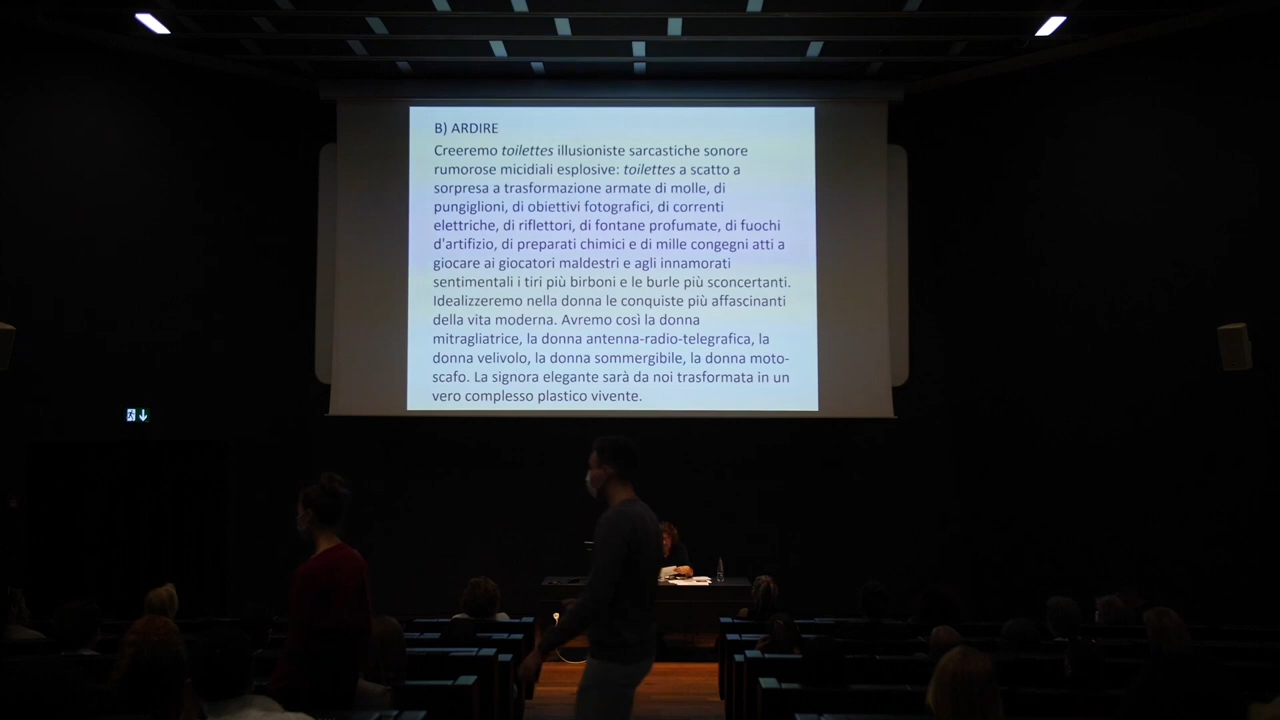 B) ARDIRE
Creeremo toilettes illusioniste sarcastiche sonore
rumorose micidiali esplosive: toilettes a scatto a
sorpresa a trasformazione armate di molle, di
pungiglioni, di obiettivi fotografici, di correnti
elettriche, di riflettori, di fontane profumate, di fuochi
d'artifizio, di preparati chimici e di mille congegni atti a
giocare ai giocatori maldestri e agli innamorati
sentimentali i tiri più birboni e le burle più sconcertanti.
Idealizzeremo nella donna le conquiste più affascinanti
della vita moderna. Avremo così la donna
mitragliatrice, la donna antenna-radio-telegrafica, la
donna velivolo, la donna sommergibile, la donna moto-
scafo. La signora elegante sarà da noi trasformata in un
vero complesso plastico vivente.